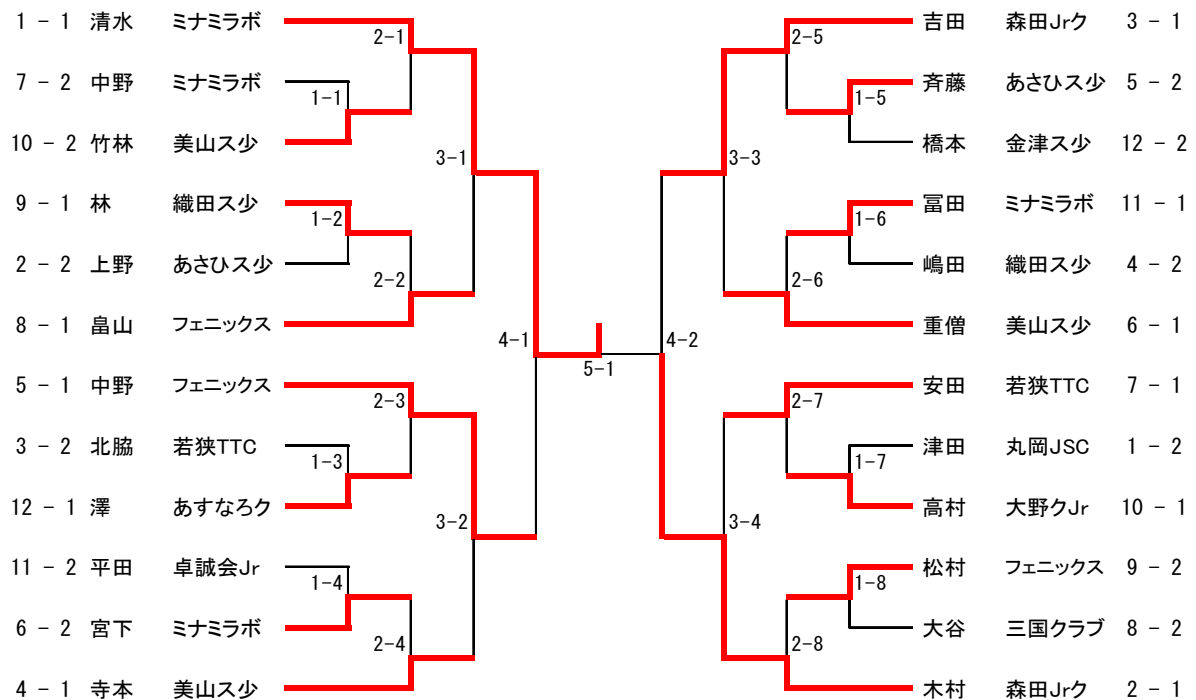 1 - 1 清水 ミナミラボ
2-1
7 - 2 中野 ミナミラボ
1-1
10 - 2 竹林 美山ス少
3-1
9 - 1 林 織田ス少
1-2
2 - 2 上野 あさひス少
2-2
8 - 1 畠山 フェニックス
4-1
5 - 1 中野 フェニックス
2-3
3 - 2 北脇 若狭TTC
1-3
12 - 1 澤 あすなろク
3-2
11 - 2 平田 卓誠会Jr
1-4
6 - 2 宮下 ミナミラボ
2-4
4 - 1 寺本 美山ス少
5-1
吉田 森田Jrク 3 - 1
2-5
斉藤 あさひス少 5 - 2
1-5
橋本 金津ス少 12 - 2
3-3
冨田 ミナミラボ 11 - 1
1-6
嶋田 織田ス少 4 - 2
2-6
重僧 美山ス少 6 - 1
4-2
安田 若狭TTC 7 - 1
2-7
津田 丸岡JSC 1 - 2
1-7
高村 大野クJr 10 - 1
3-4
松村 フェニックス 9 - 2
1-8
大谷 三国クラブ 8 - 2
2-8
木村 森田Jrク 2 - 1